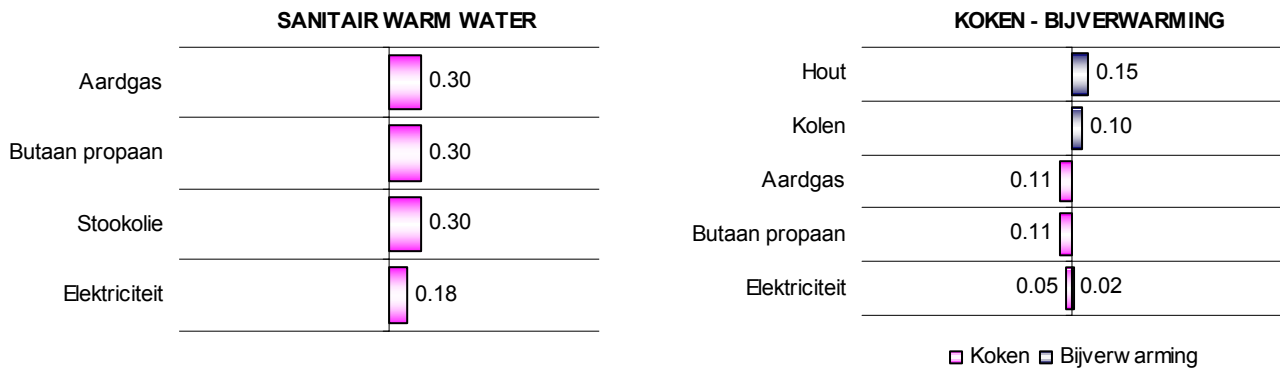 SANITAIR WARM WATER
Aardgas 0.30
Butaan propaan 0.30
Stookolie 0.30
Elektriciteit 0.18
KOKEN - BIJVERWARMING
Hout 0.15
Kolen 0.10
Aardgas 0.11
Butaan propaan 0.11
Elektriciteit 0.05 0.02
Koken Bijverwarming